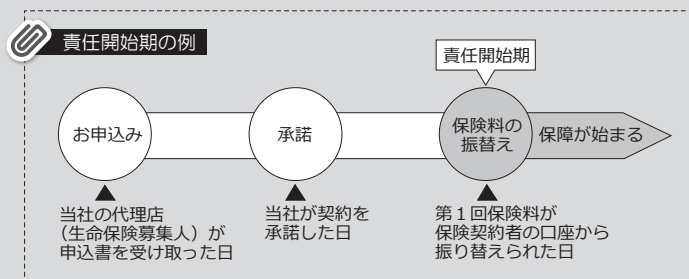 責任開始期の例
責任開始期
お申込み
承諾
保険料の
振替え
保障が始まる
当社の代理店
（生命保険募集人）が
申込書を受け取った日
当社が契約を
承諾した日
第１回保険料が
保険契約者の口座から
振り替えられた日